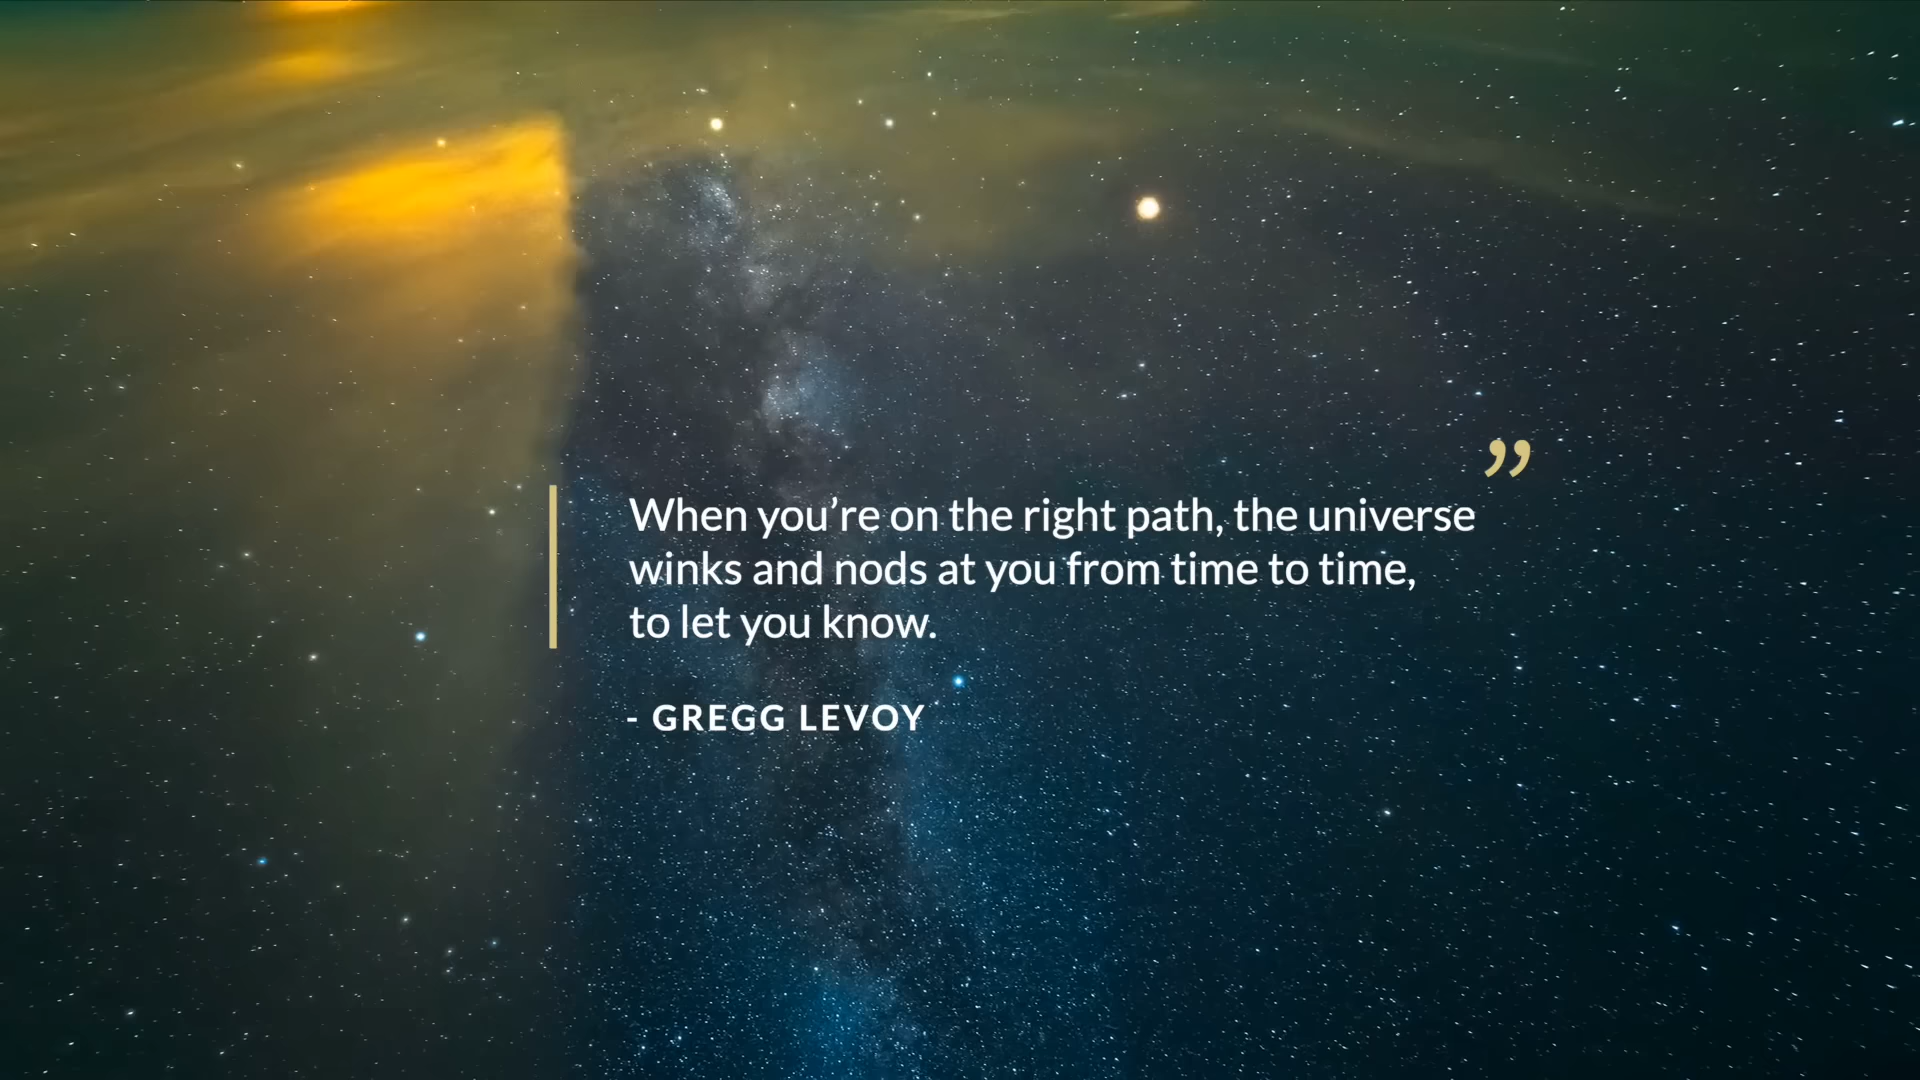 ”
When you’re on the right path, the universe
winks and nods at you from time to time,
to let you know.
- GREGG LEVOY